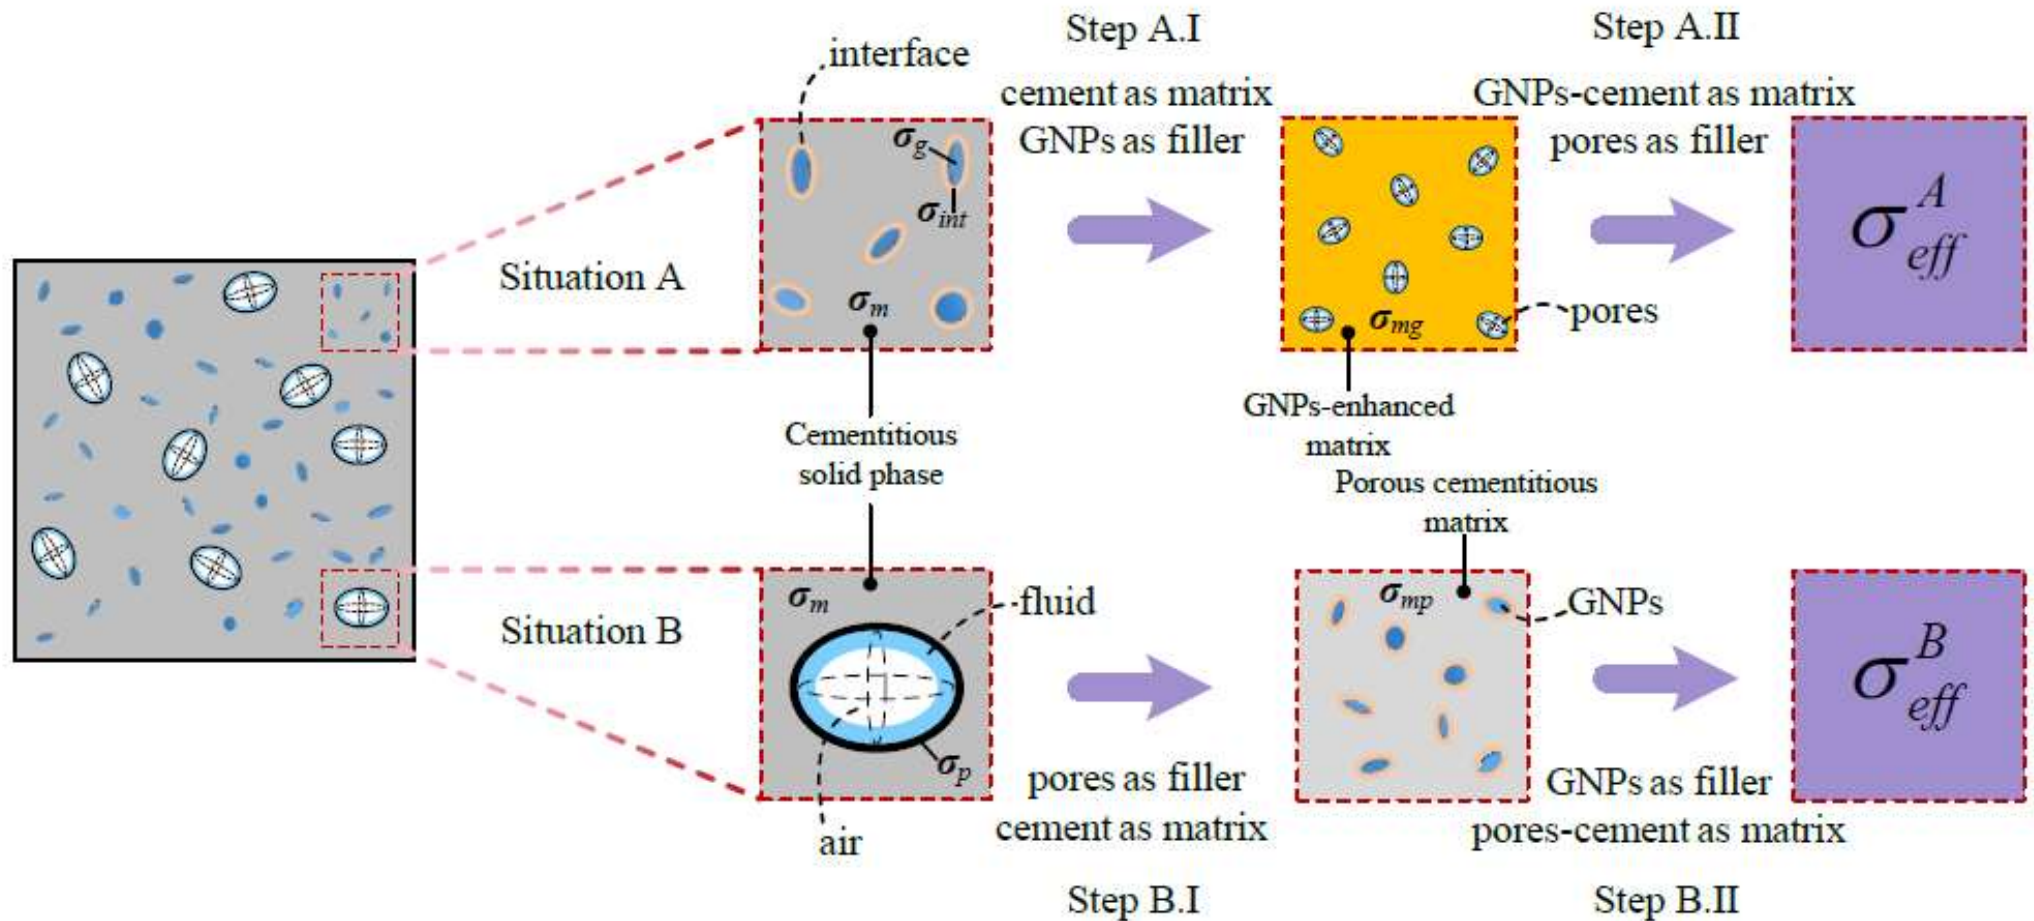 Step A.I
Step A.II
interface
cement as matrix
GNPs as filler
GNPs-cement as matrix
pores as filler
σg
σint
σm
Situation A
σmg
pores
σ A eff
GNPs-enhanced
matrix
Cementitious
solid phase
Porous cementitious
matrix
Situation B
σm
fluid
σp
air
σmp
GNPs
σ B eff
pores as filler
cement as matrix
GNPs as filler
pores-cement as matrix
Step B.I
Step B.II